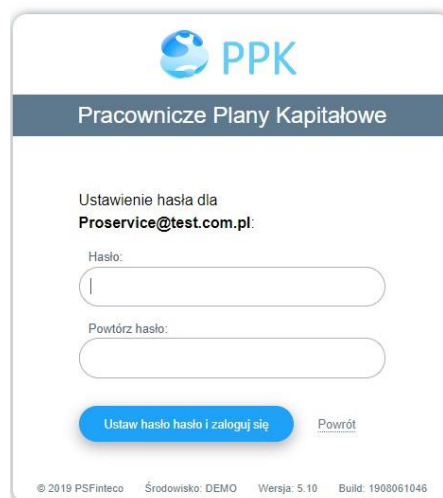 PPK
Pracownicze Plany Kapitałowe
Ustawienie hasła dla
Proservice@test.com.pl:
Hasło:
Powtórz hasło:
Ustaw hasło hasło i zaloguj się Powrót
© 2019 PSFinteco Środowisko: DEMO Wersja: 5.10 Build: 1908061046